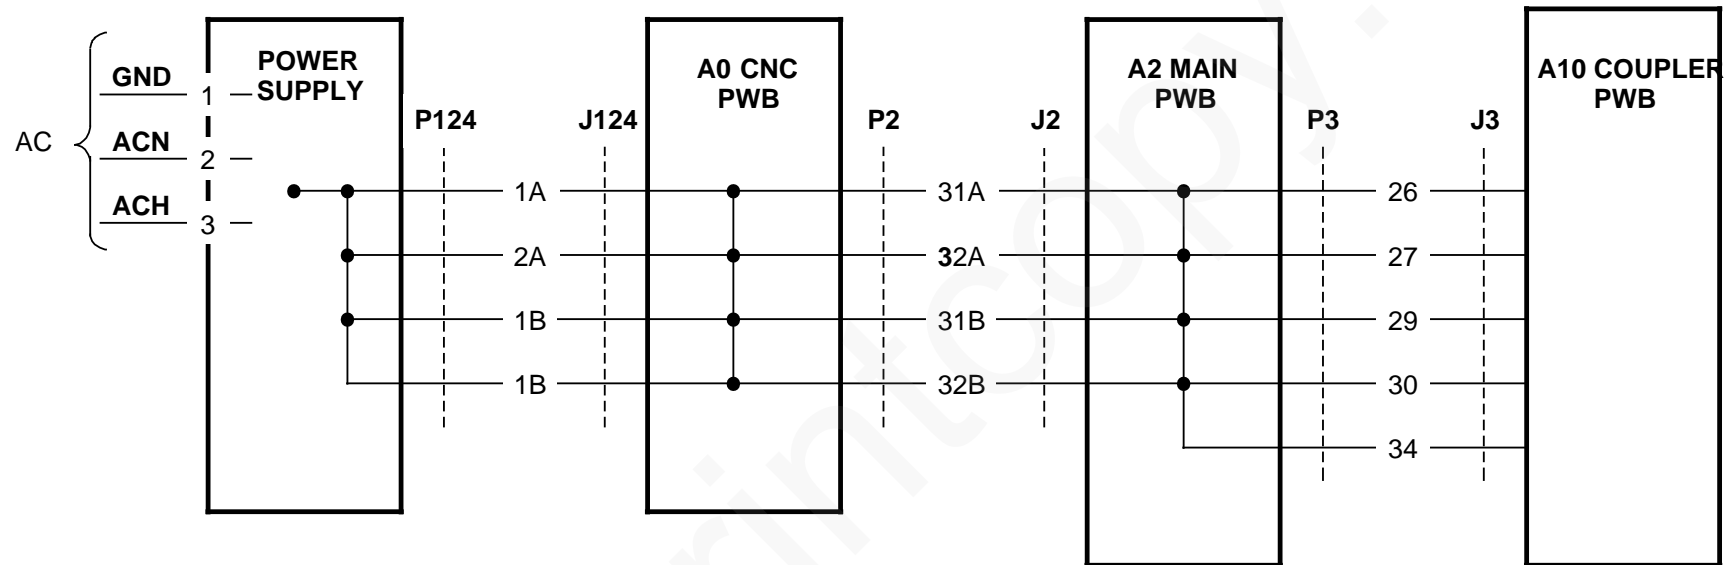 POWER
SUPPLY
A0 CNC
PWB
A2 MAIN
PWB
A10 COUPLER
PWB
AC
GND
1
ACN
2
ACH
3
P124
J124
P2
J2
P3
J3
1A
31A
26
2A
32A
27
1B
31B
29
1B
32B
30
34
rintcopy.